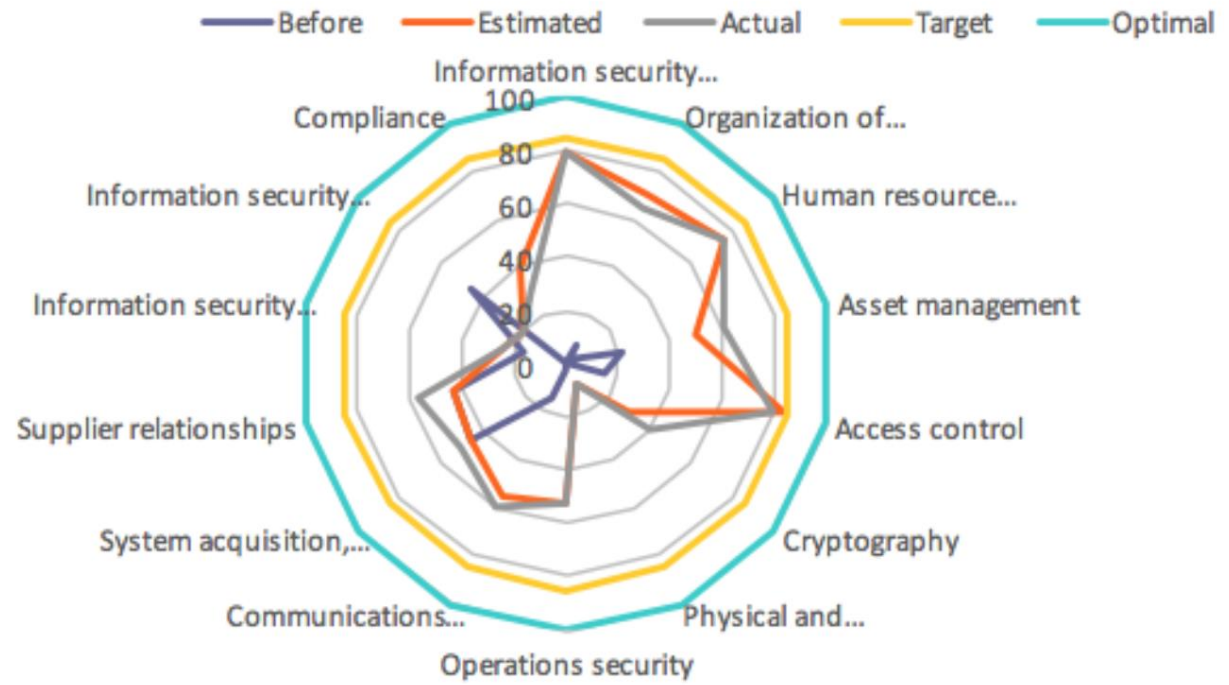 Before Estimated Actual Target Optimal
Information security...
100
Compliance
Organization of...
80
Information security...
Human resource...
60
40
Information security...
Asset management
20
0
Supplier relationships
Access control
System acquisition,...
Cryptography
Communications...
Physical and...
Operations security